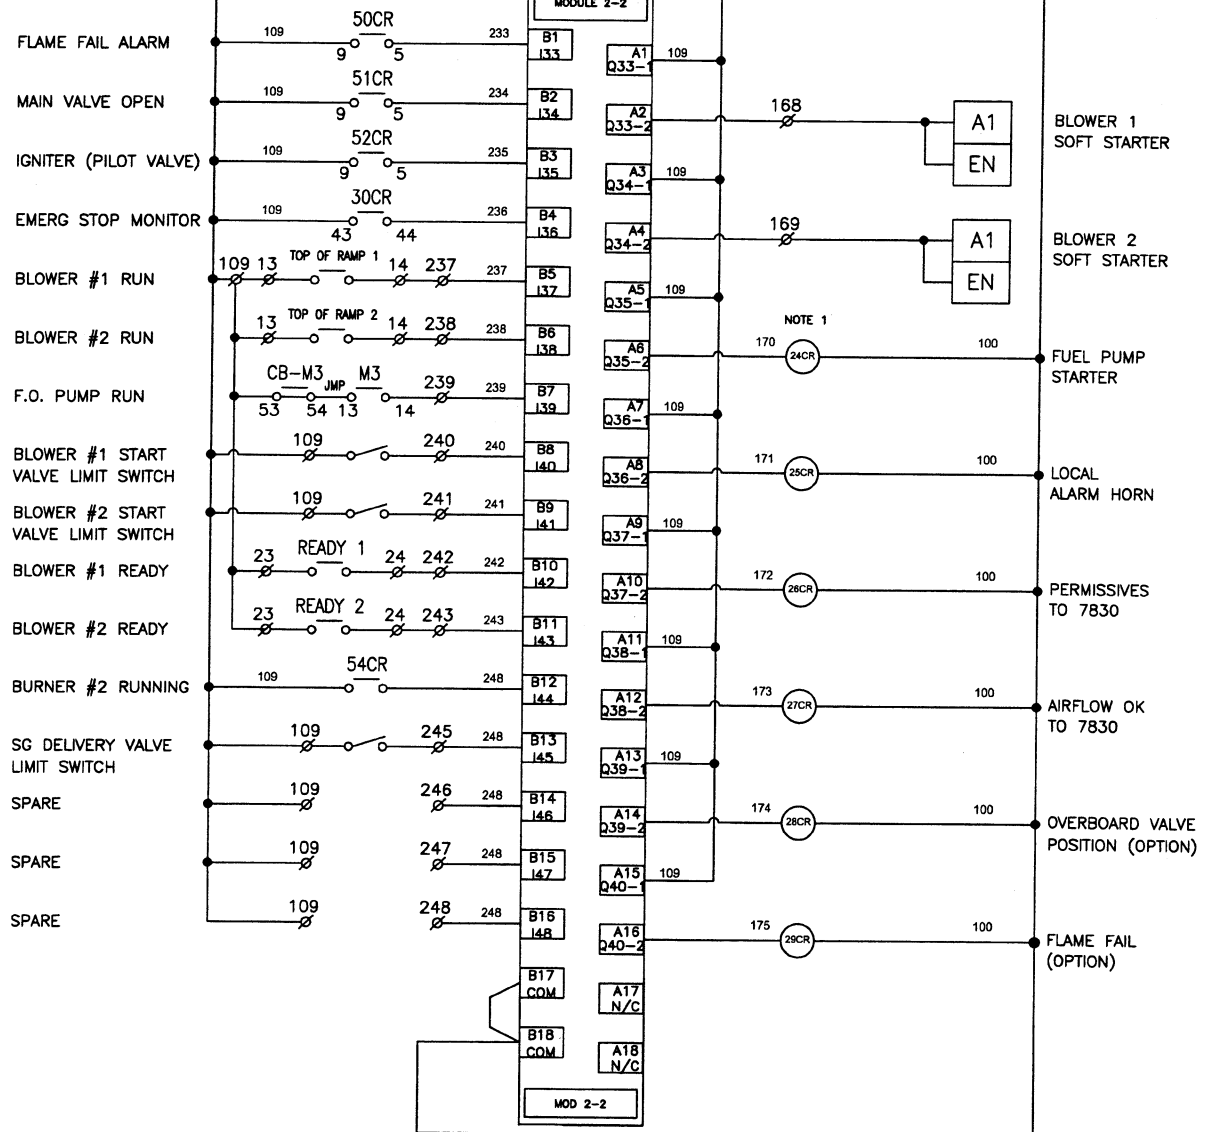 MODULE 2-2
FLAME FAIL ALARM 109 50CR 9 5 233 B1 I33
MAIN VALVE OPEN 109 51CR 9 5 234 B2 I34
IGNITER (PILOT VALVE) 109 52CR 9 5 235 B3 I35
EMERG STOP MONITOR 109 30CR 43 44 236 B4 I36
BLOWER #1 RUN 109 13 TOP OF RAMP 1 14 237 237 B5 I37
BLOWER #2 RUN 13 TOP OF RAMP 2 14 238 238 B6 I38
F.O. PUMP RUN CB-M3 JMP M3 53 54 13 14 239 239 B7 I39
BLOWER #1 START
VALVE LIMIT SWITCH 109 240 240 B8 I40
BLOWER #2 START
VALVE LIMIT SWITCH 109 241 241 B9 I41
BLOWER #1 READY 23 READY 1 24 242 242 B10 I42
BLOWER #2 READY 23 READY 2 24 243 243 B11 I43
BURNER #2 RUNNING 109 54CR 248 B12 I44
SG DELIVERY VALVE
LIMIT SWITCH 109 245 248 B13 I45
SPARE 109 246 248 B14 I46
SPARE 109 247 248 B15 I47
SPARE 109 248 248 B16 I48
B17 COM
B18 COM
A1 Q33-1 109
A2 Q33-2 168 A1 EN BLOWER 1
SOFT STARTER
A3 Q34-1 109
A4 Q34-2 169 A1 EN BLOWER 2
SOFT STARTER
A5 Q35-1 109
NOTE 1
A6 Q35-2 170 24CR 100 FUEL PUMP
STARTER
A7 Q36-1 109
A8 Q36-2 171 25CR 100 LOCAL
ALARM HORN
A9 Q37-1 109
A10 Q37-2 172 26CR 100 PERMISSIVES
TO 7830
A11 Q38-1 109
A12 Q38-2 173 27CR 100 AIRFLOW OK
TO 7830
A13 Q39-1 109
A14 Q39-2 174 28CR 100 OVERBOARD VALVE
POSITION (OPTION)
A15 Q40-1 109
A16 Q40-2 175 29CR 100 FLAME FAIL
(OPTION)
A17 N/C
A18 N/C
MOD 2-2